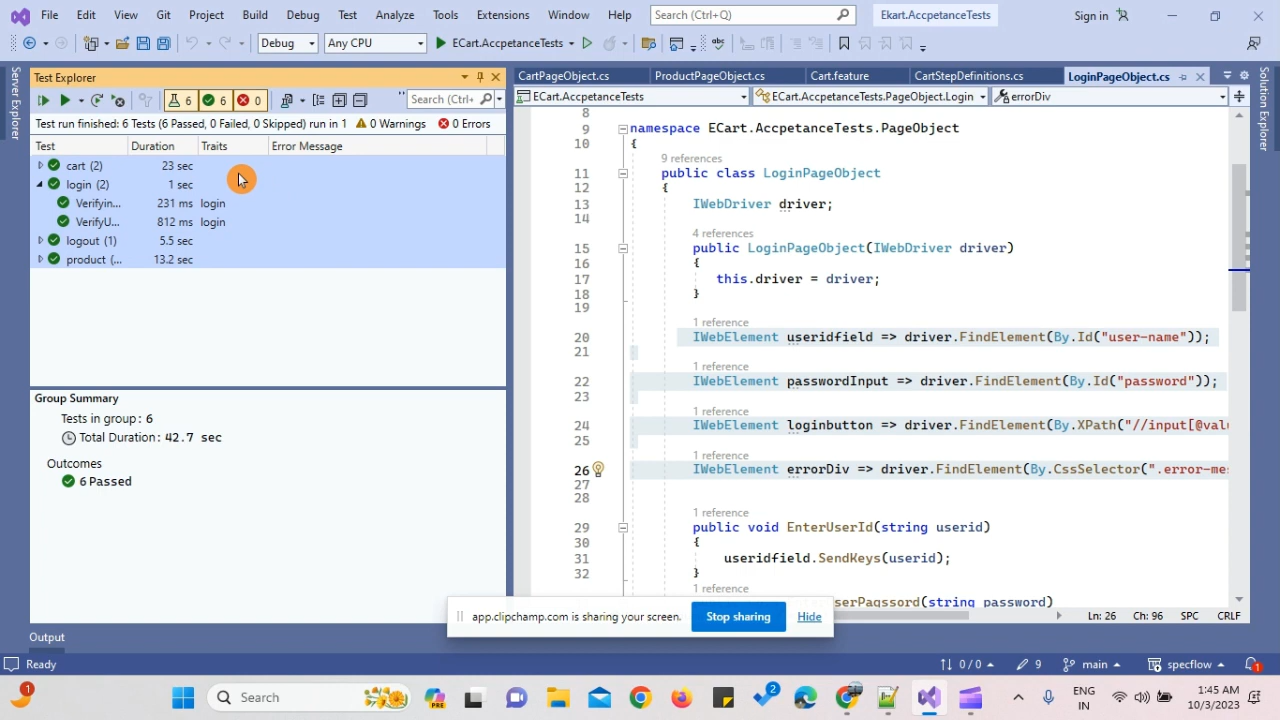 File Edit View Git Project Build Debug Test Analyze Tools Extensions Window Help Search (Ctrl+Q) Ekart.AccpetanceTests Sign in
Debug Any CPU ECart.AccpetanceTests
Server Explorer
Test Explorer
6 6 0 Search (Ctrl+
Test run finished: 6 Tests (6 Passed, 0 Failed, 0 Skipped) run in 1 0 Warnings 0 Errors
Test Duration Traits Error Message
cart (2) 23 sec
login (2) 1 sec
Verifyin... 231 ms login
VerifyU... 812 ms login
logout (1) 5.5 sec
product (... 13.2 sec
Group Summary
Tests in group: 6
Total Duration: 42.7 sec
Outcomes
6 Passed
CartPageObject.cs ProductPageObject.cs Cart.feature CartStepDefinitions.cs LoginPageObject.cs
ECart.AccpetanceTests ECart.AccpetanceTests.PageObject.Login errorDiv
8
9 namespace ECart.AccpetanceTests.PageObject
10 {
9 references
11 public class LoginPageObject
12 {
13 IWebDriver driver;
14
4 references
15 public LoginPageObject(IWebDriver driver)
16 {
17 this.driver = driver;
18 }
19
1 reference
20 IWebElement useridfield => driver.FindElement(By.Id("user-name"));
21
1 reference
22 IWebElement passwordInput => driver.FindElement(By.Id("password"));
23
1 reference
24 IWebElement loginbutton => driver.FindElement(By.XPath("//input[@valu
25
1 reference
26 IWebElement errorDiv => driver.FindElement(By.CssSelector(".error-mes
27
28
1 reference
29 public void EnterUserId(string userid)
30 {
31 useridfield.SendKeys(userid);
32 }
1 reference
serPaqssord(string password)
Solution Explorer
app.clipchamp.com is sharing your screen. Stop sharing Hide
Ln: 26 Ch: 96 SPC CRLF
Output
Ready 0 / 0 9 main specflow 1
1 Search PRE 2 ENG 1:45 AM
IN 10/3/2023